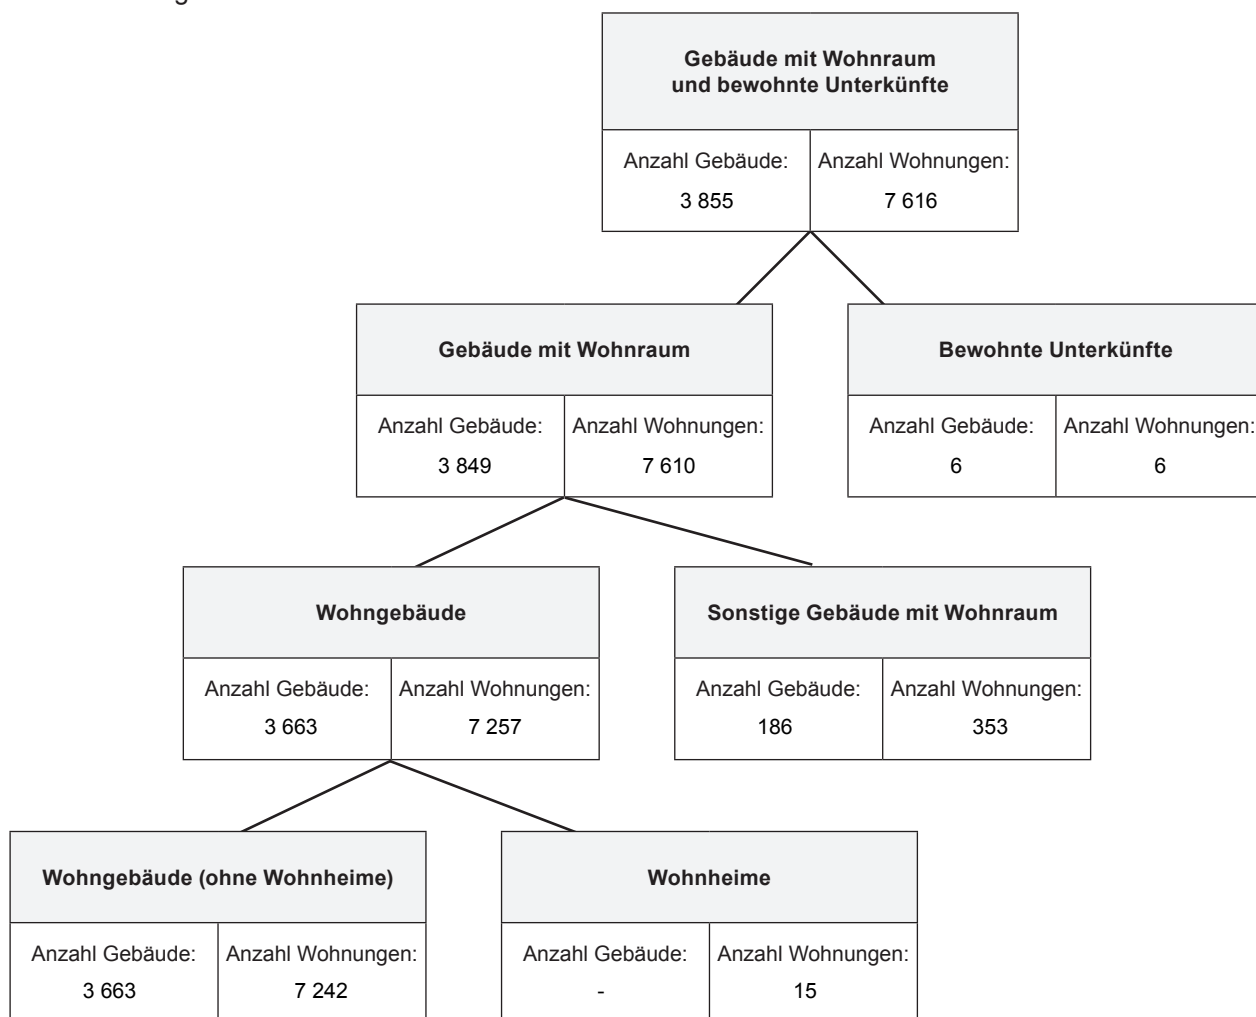 Gebäude mit Wohnraum
und bewohnte Unterkünfte
Anzahl Gebäude: Anzahl Wohnungen:
3 855 7 616
Gebäude mit Wohnraum
Anzahl Gebäude: Anzahl Wohnungen:
3 849 7 610
Bewohnte Unterkünfte
Anzahl Gebäude: Anzahl Wohnungen:
6 6
Wohngebäude
Anzahl Gebäude: Anzahl Wohnungen:
3 663 7 257
Sonstige Gebäude mit Wohnraum
Anzahl Gebäude: Anzahl Wohnungen:
186 353
Wohngebäude (ohne Wohnheime)
Anzahl Gebäude: Anzahl Wohnungen:
3 663 7 242
Wohnheime
Anzahl Gebäude: Anzahl Wohnungen:
- 15